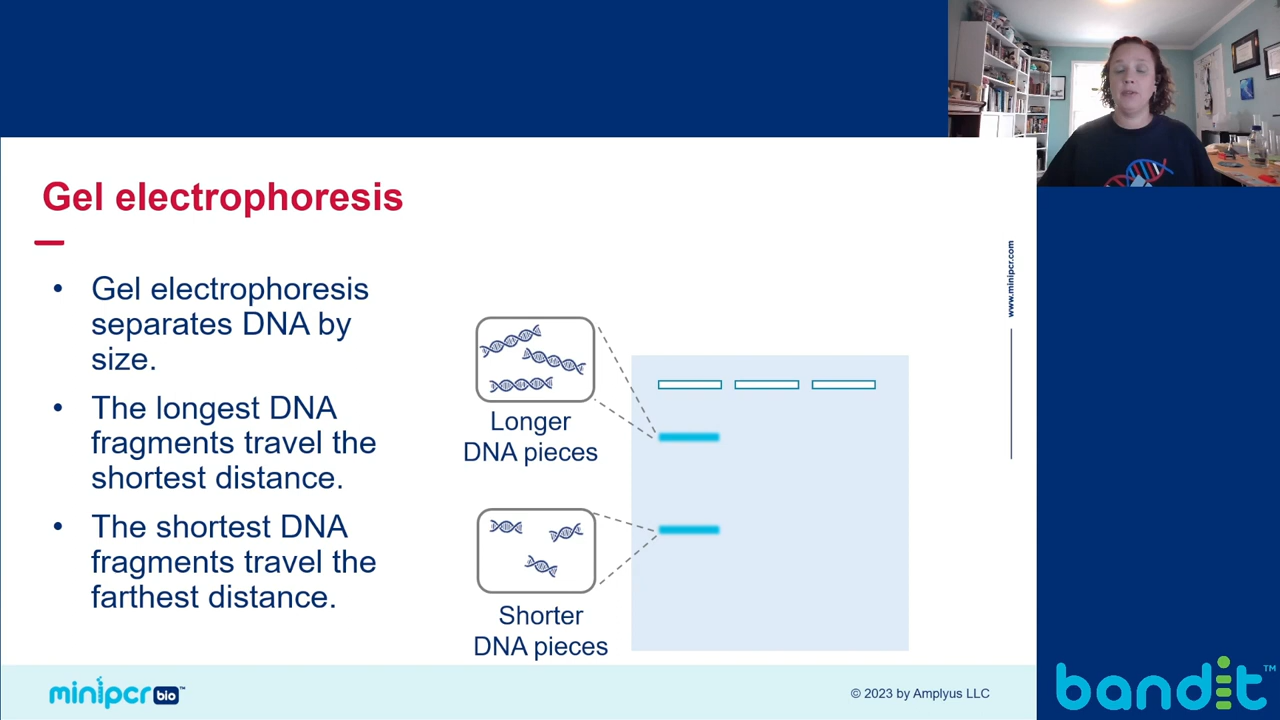 Gel electrophoresis
• Gel electrophoresis
separates DNA by
size.
• The longest DNA
fragments travel the
shortest distance.
• The shortest DNA
fragments travel the
farthest distance.
Longer
DNA pieces
Shorter
DNA pieces
www.minipcr.com
minipcr bio™
© 2023 by Amplyus LLC
bandit™